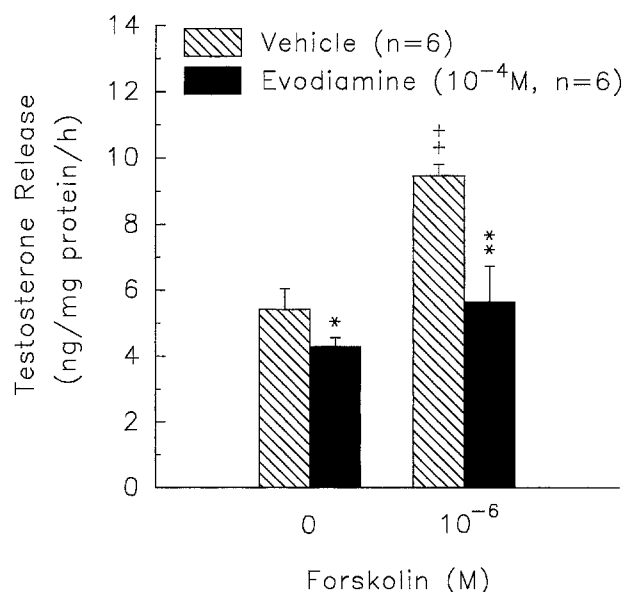 14
12
10
8
6
4
2
0
Testosterone Release
(ng/mg protein/h)
Vehicle (n=6)
Evodiamine (10⁻⁴M, n=6)
*
++
**
0
10⁻⁶
Forskolin (M)